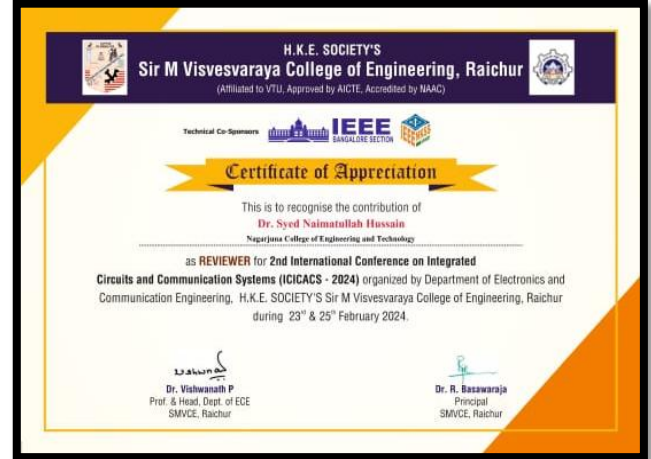 H.K.E. SOCIETY'S
Sir M Visvesvaraya College of Engineering, Raichur
(Affiliated to VTU, Approved by AICTE, Accredited by NAAC)
Technical Co-Sponsors
IEEE
BANGALORE SECTION
Certificate of Appreciation
This is to recognise the contribution of
Dr. Syed Naimatullah Hussain
Nagarjuna College of Engineering and Technology
as REVIEWER for 2nd International Conference on Integrated
Circuits and Communication Systems (ICICACS - 2024) organized by Department of Electronics and
Communication Engineering, H.K.E. SOCIETY'S Sir M Visvesvaraya College of Engineering, Raichur
during 23rd & 25th February 2024.
Dr. Vishwanath P
Prof. & Head, Dept. of ECE
SMVCE, Raichur
Dr. R. Basawaraja
Principal
SMVCE, Raichur